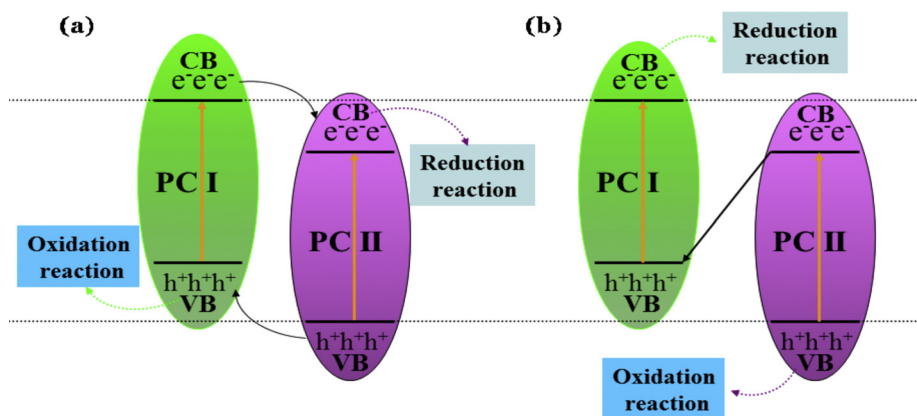 (a)
CB
e⁻e⁻e⁻
PC I
h⁺h⁺h⁺
VB
Oxidation
reaction
CB
e⁻e⁻e⁻
Reduction
reaction
PC II
h⁺h⁺h⁺
VB
(b)
CB
e⁻e⁻e⁻
Reduction
reaction
PC I
h⁺h⁺h⁺
VB
CB
e⁻e⁻e⁻
PC II
h⁺h⁺h⁺
VB
Oxidation
reaction